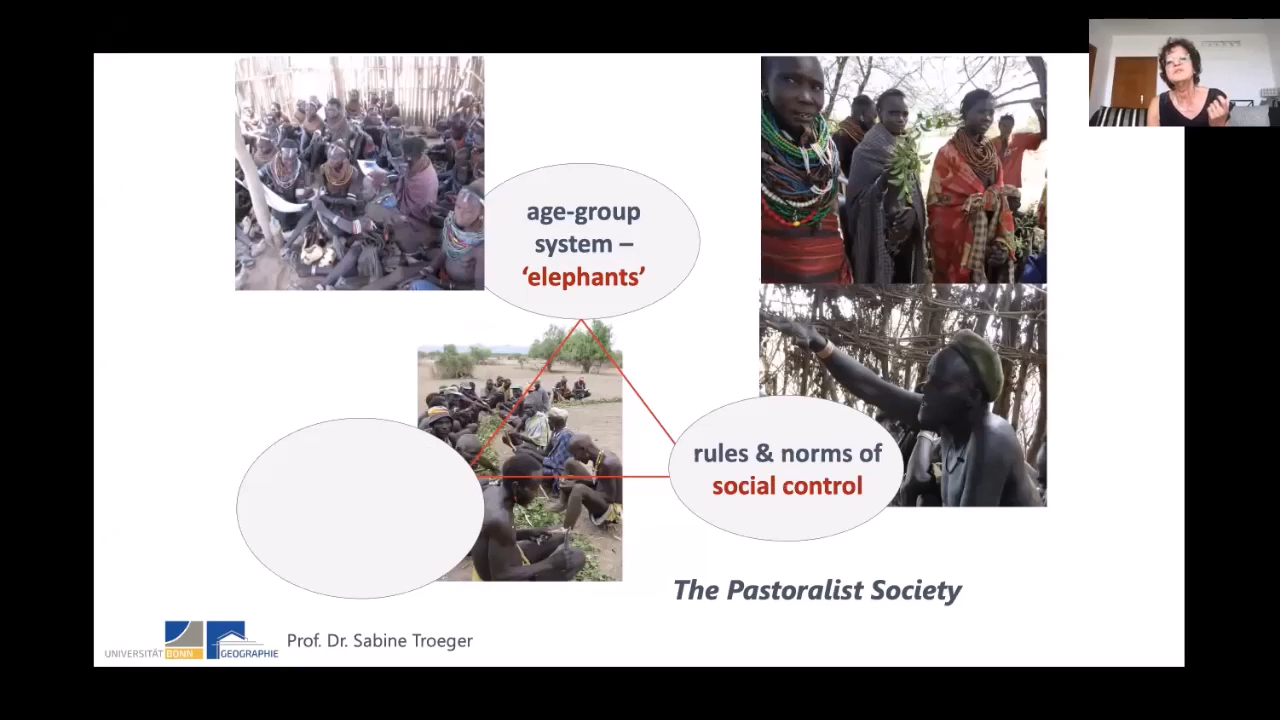 age-group
system –
‘elephants’
rules & norms of
social control
The Pastoralist Society
UNIVERSITÄT BONN GEOGRAPHIE
Prof. Dr. Sabine Troeger